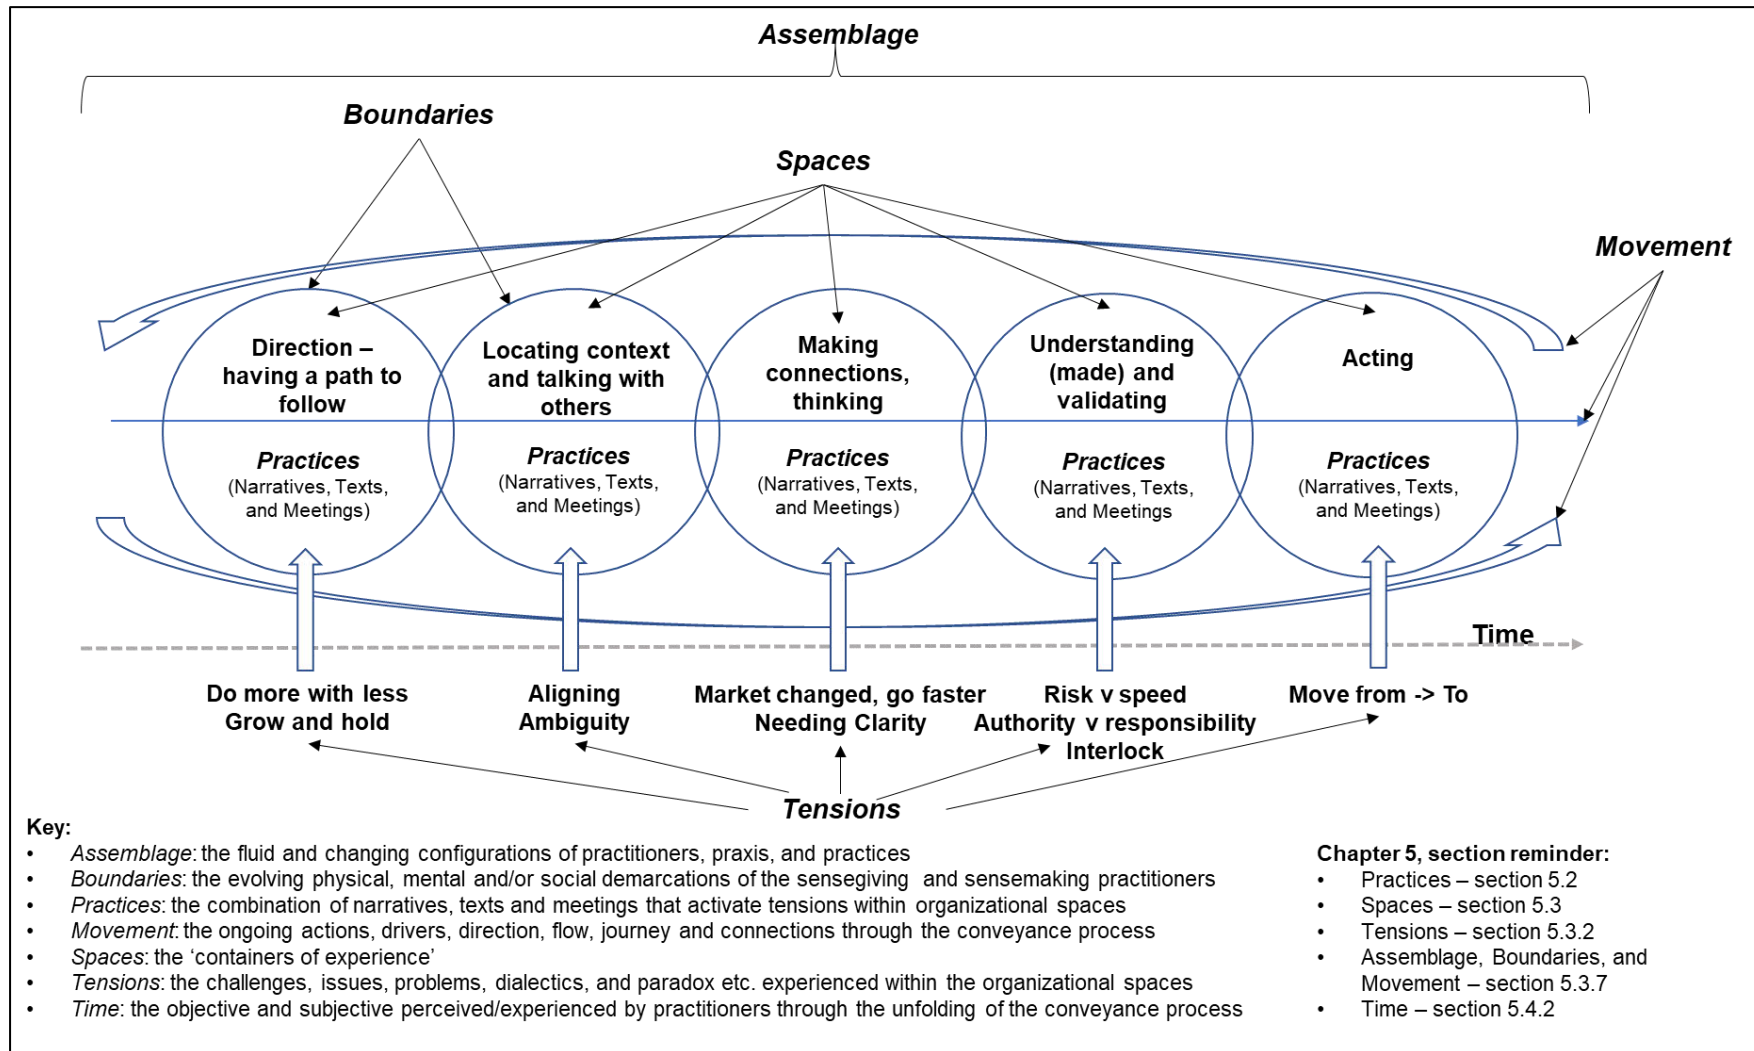 Assemblage
Boundaries
Spaces
Movement
Direction –
having a path to
follow
Locating context
and talking with
others
Making
connections,
thinking
Understanding
(made) and
validating
Acting
Practices
(Narratives, Texts,
and Meetings)
Practices
(Narratives, Texts,
and Meetings)
Practices
(Narratives, Texts,
and Meetings)
Practices
(Narratives, Texts,
and Meetings
Practices
(Narratives, Texts,
and Meetings)
Time
Do more with less
Grow and hold
Aligning
Ambiguity
Market changed, go faster
Needing Clarity
Risk v speed
Authority v responsibility
Interlock
Move from -> To
Tensions
Key:
• Assemblage: the fluid and changing configurations of practitioners, praxis, and practices
• Boundaries: the evolving physical, mental and/or social demarcations of the sensegiving and sensemaking practitioners
• Practices: the combination of narratives, texts and meetings that activate tensions within organizational spaces
• Movement: the ongoing actions, drivers, direction, flow, journey and connections through the conveyance process
• Spaces: the ‘containers of experience’
• Tensions: the challenges, issues, problems, dialectics, and paradox etc. experienced within the organizational spaces
• Time: the objective and subjective perceived/experienced by practitioners through the unfolding of the conveyance process
Chapter 5, section reminder:
• Practices – section 5.2
• Spaces – section 5.3
• Tensions – section 5.3.2
• Assemblage, Boundaries, and
Movement – section 5.3.7
• Time – section 5.4.2